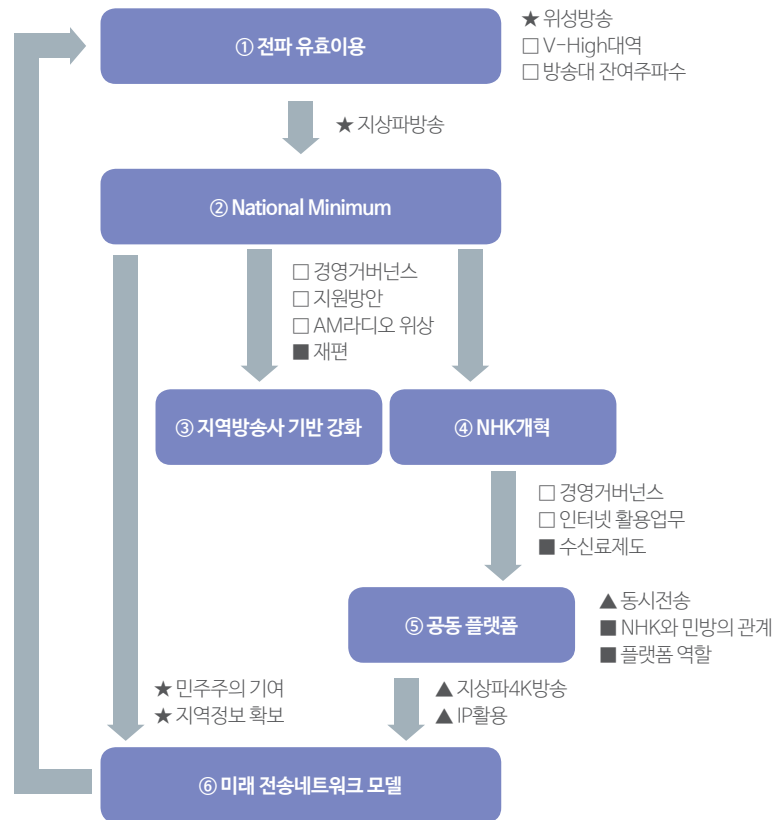 ① 전파 유효이용
★ 위성방송
□ V-High대역
□ 방송대 잔여주파수
★ 지상파방송
② National Minimum
□ 경영거버넌스
□ 지원방안
□ AM라디오 위상
■ 재편
③ 지역방송사 기반 강화
④ NHK개혁
□ 경영거버넌스
□ 인터넷 활용업무
■ 수신료제도
⑤ 공동 플랫폼
▲ 동시전송
■ NHK와 민방의 관계
■ 플랫폼 역할
★ 민주주의 기여
★ 지역정보 확보
▲ 지상파4K방송
▲ IP활용
⑥ 미래 전송네트워크 모델